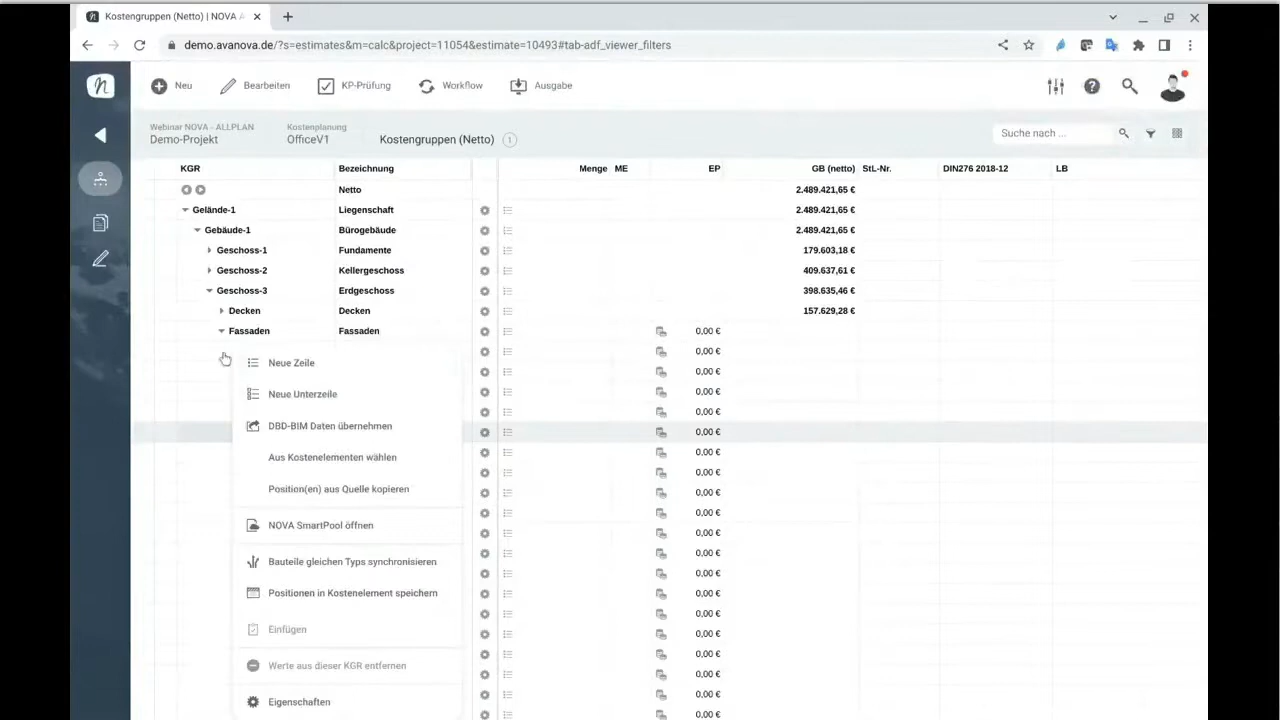 Kostengruppen (Netto) | NOVA A
demo.avanova.de/?s=estimates&m=calc&project=11054&estimate=10491#tab-adf_viewer_filters
Neu
Bearbeiten
KP-Prüfung
Workflow
Ausgabe
Webinar NOVA - ALLPLAN
Demo-Projekt
Kostenplanung
OfficeV1
Kostengruppen (Netto) 1
Suche nach ...
KGR Bezeichnung Menge ME EP GB (netto) StL-Nr. DIN276 2018-12 LB
Netto 2.489.421,65 €
Gelände-1 Liegenschaft 2.489.421,65 €
Gebäude-1 Bürogebäude 2.489.421,65 €
Geschoss-1 Fundamente 179.603,18 €
Geschoss-2 Kellergeschoss 409.637,61 €
Geschoss-3 Erdgeschoss 398.635,46 €
Decken Decken 157.629,28 €
Fassaden Fassaden 0,00 €
0,00 €
Neue Zeile
0,00 €
Neue Unterzeile
0,00 €
0,00 €
DBD-BIM Daten übernehmen
0,00 €
Aus Kostenelementen wählen
0,00 €
0,00 €
Position(en) aus Quelle kopieren
0,00 €
0,00 €
NOVA SmartPool öffnen
0,00 €
0,00 €
Bauteile gleichen Typs synchronisieren
0,00 €
Positionen in Kostenelement speichern
0,00 €
0,00 €
Einfügen
0,00 €
0,00 €
Werte aus dieser KGR entfernen
0,00 €
0,00 €
Eigenschaften
0,00 €